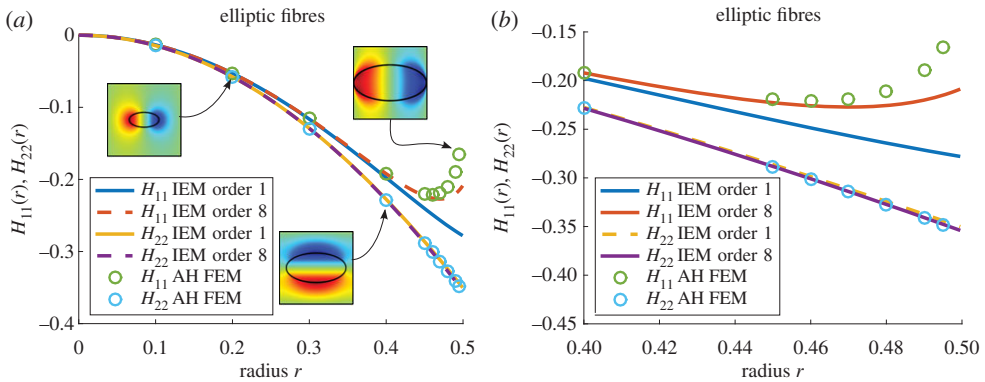 (a) elliptic fibres
0
−0.1
−0.2
−0.3
−0.4
H11(r), H22(r)
H11 IEM order 1
H11 IEM order 8
H22 IEM order 1
H22 IEM order 8
H11 AH FEM
H22 AH FEM
0 0.1 0.2 0.3 0.4 0.5
radius r
(b) elliptic fibres
−0.15
−0.20
−0.25
−0.30
−0.35
−0.40
−0.45
H11(r), H22(r)
H11 IEM order 1
H11 IEM order 8
H22 IEM order 1
H22 IEM order 8
H11 AH FEM
H22 AH FEM
0.40 0.42 0.44 0.46 0.48 0.50
radius r